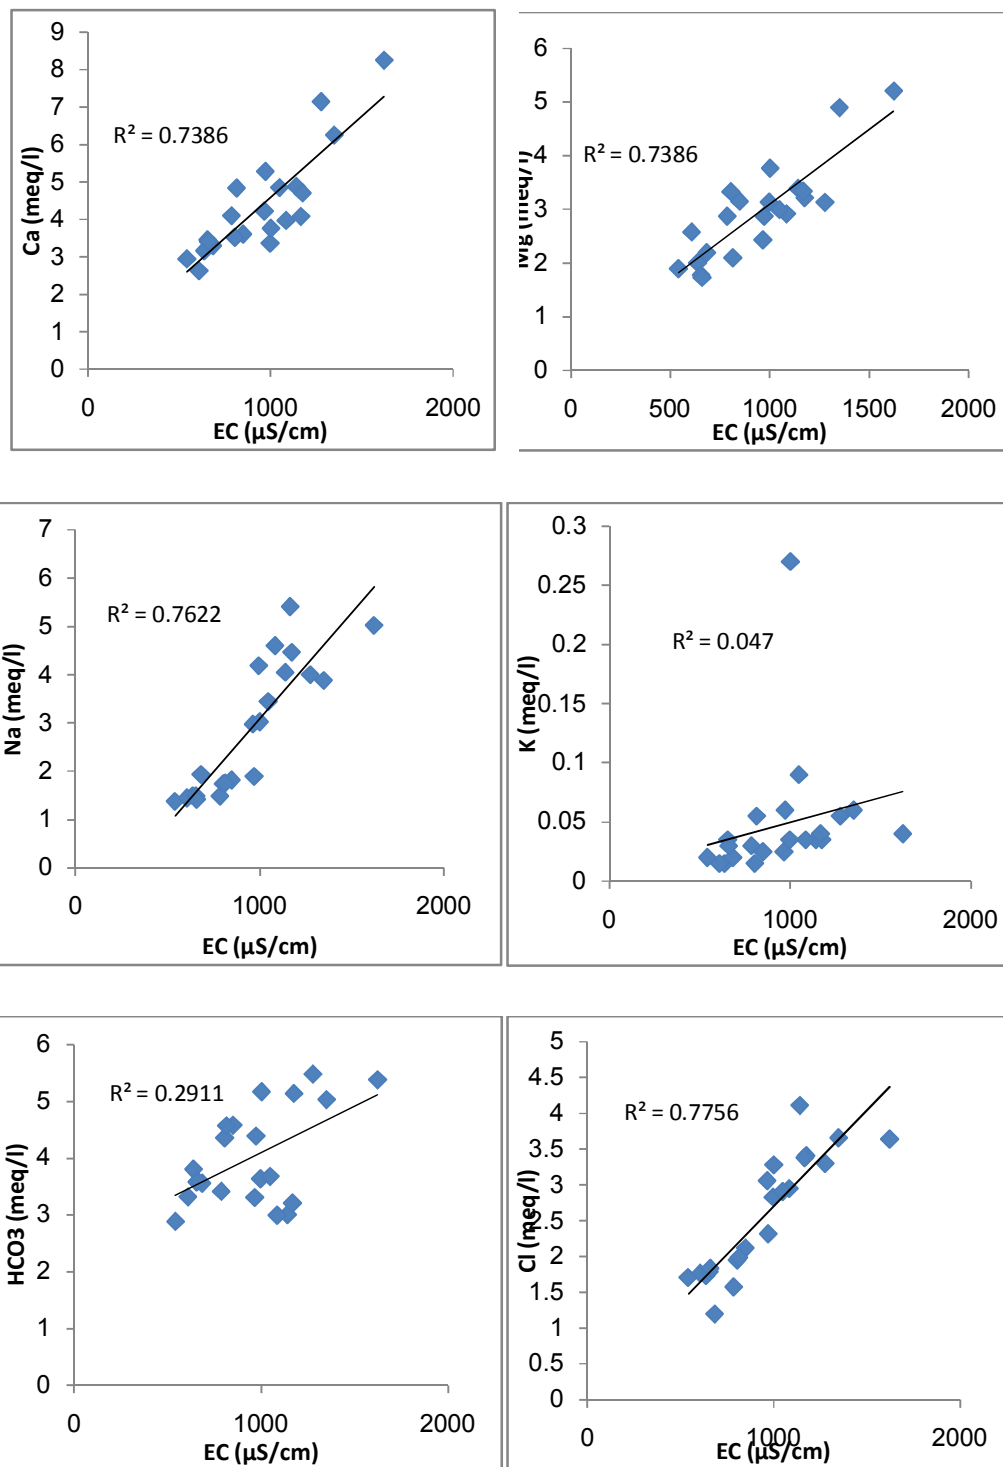 9
8
7
6
5
4
3
2
1
0
Ca (meq/l)
R² = 0.7386
0 1000 2000
EC (µS/cm)
6
5
4
3
2
1
0
Mg (meq/l)
R² = 0.7386
0 500 1000 1500 2000
EC (µS/cm)
7
6
5
4
3
2
1
0
Na (meq/l)
R² = 0.7622
0 1000 2000
EC (µS/cm)
0.3
0.25
0.2
0.15
0.1
0.05
0
K (meq/l)
R² = 0.047
0 1000 2000
EC (µS/cm)
6
5
4
3
2
1
0
HCO3 (meq/l)
R² = 0.2911
0 1000 2000
EC (µS/cm)
5
4.5
4
3.5
3
2.5
2
1.5
1
0.5
0
Cl (meq/l)
R² = 0.7756
0 1000 2000
EC (µS/cm)